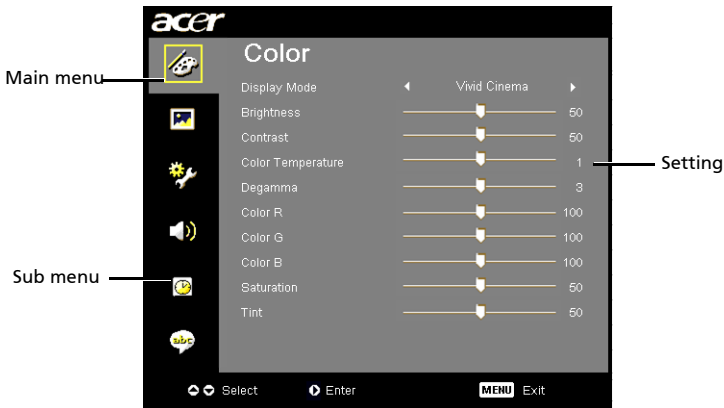 acer
Color
Main menu
Display Mode Vivid Cinema
Brightness 50
Contrast 50
Color Temperature 1
Setting
Degamma 3
Color R 100
Color G 100
Color B 100
Sub menu
Saturation 50
Tint 50
abc
Select Enter MENU Exit